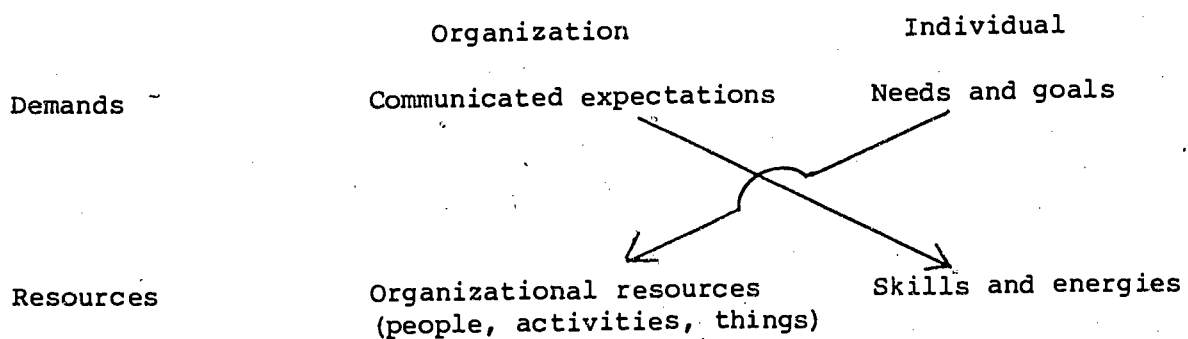 Organization Individual
Demands Communicated expectations Needs and goals
Resources Organizational resources Skills and energies
(people, activities, things)